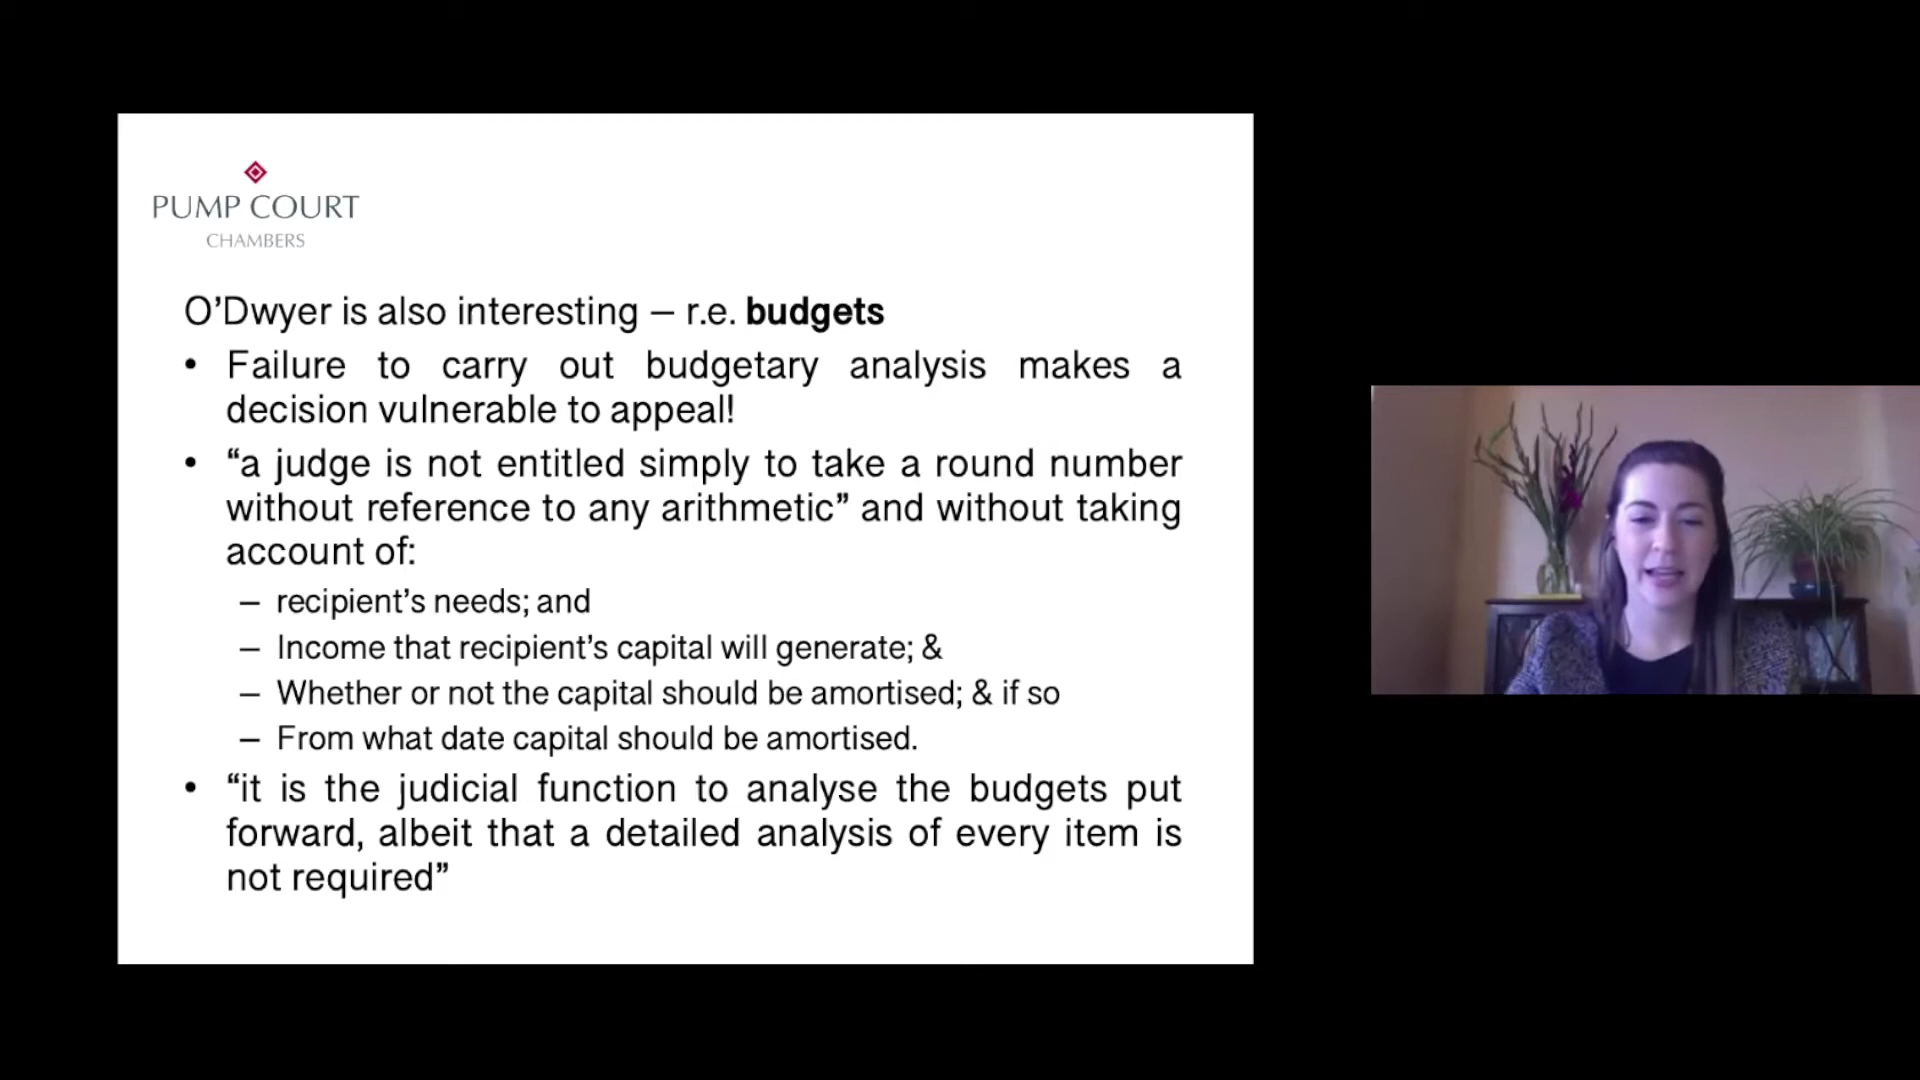 PUMP COURT
CHAMBERS
O’Dwyer is also interesting – r.e. budgets
• Failure to carry out budgetary analysis makes a
decision vulnerable to appeal!
• “a judge is not entitled simply to take a round number
without reference to any arithmetic” and without taking
account of:
– recipient’s needs; and
– Income that recipient’s capital will generate; &
– Whether or not the capital should be amortised; & if so
– From what date capital should be amortised.
• “it is the judicial function to analyse the budgets put
forward, albeit that a detailed analysis of every item is
not required”